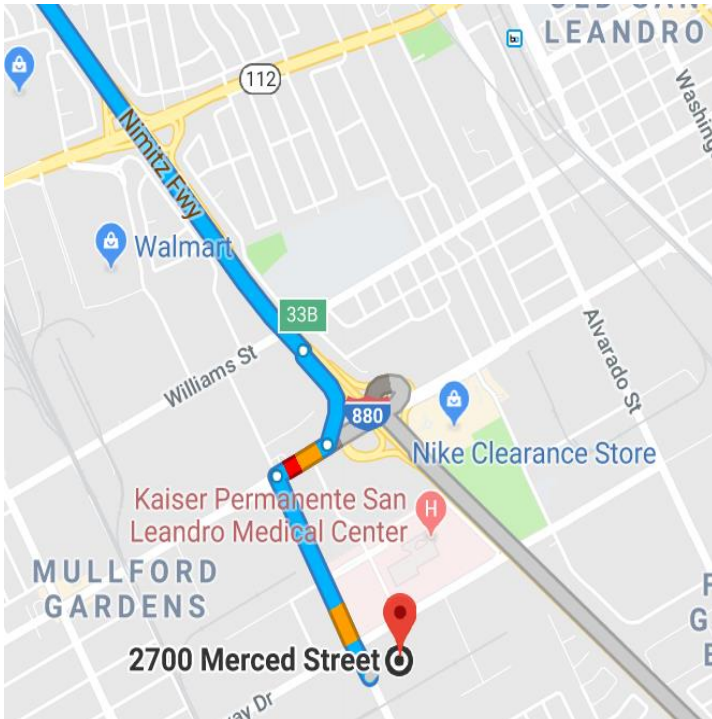 LEANDRO
112
Nimitz Fwy
Walmart
33B
Williams St
880
Alvarado St
Nike Clearance Store
Kaiser Permanente San
Leandro Medical Center
H
MULLFORD
GARDENS
2700 Merced Street